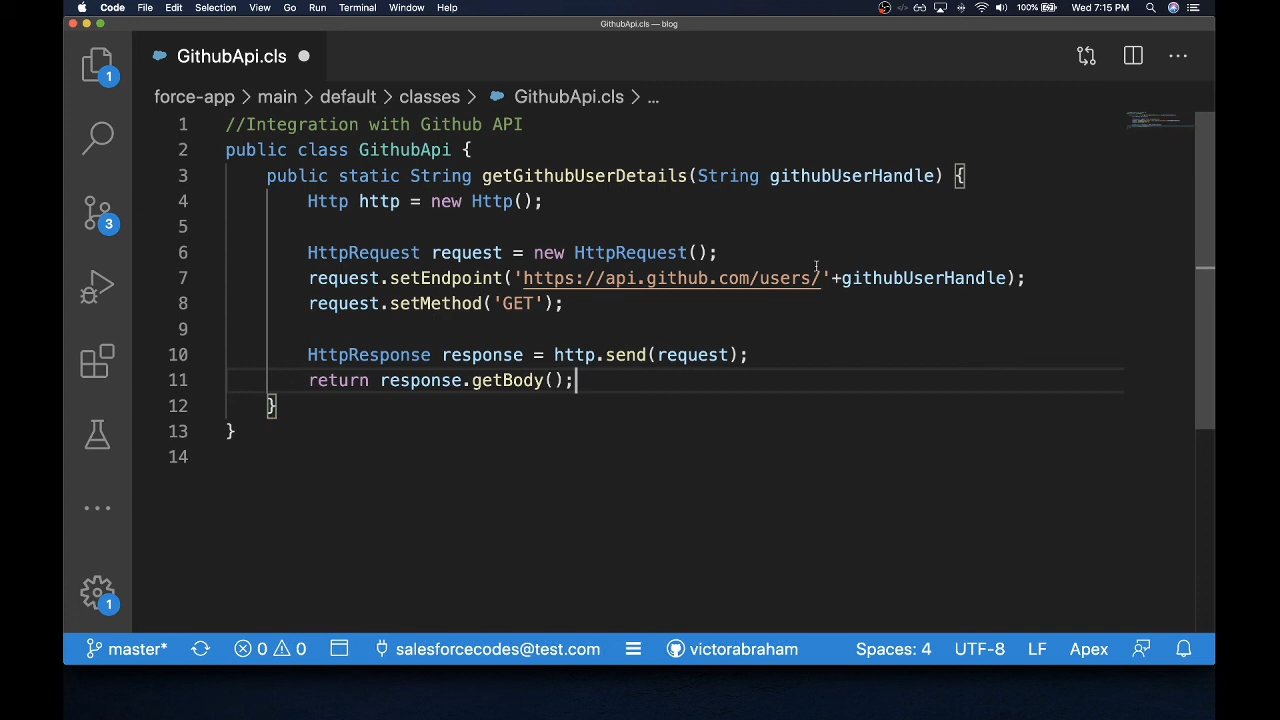 Code File Edit Selection View Go Run Terminal Window Help 100% Wed 7:15 PM
GithubApi.cls — blog
GithubApi.cls
force-app > main > default > classes > GithubApi.cls > ...
1 //Integration with Github API
2 public class GithubApi {
3 public static String getGithubUserDetails(String githubUserHandle) {
4 Http http = new Http();
5
6 HttpRequest request = new HttpRequest();
7 request.setEndpoint('https://api.github.com/users/'+githubUserHandle);
8 request.setMethod('GET');
9
10 HttpResponse response = http.send(request);
11 return response.getBody();
12 }
13 }
14
1
3
1
master* 0 0 salesforcecodes@test.com victorabraham Spaces: 4 UTF-8 LF Apex